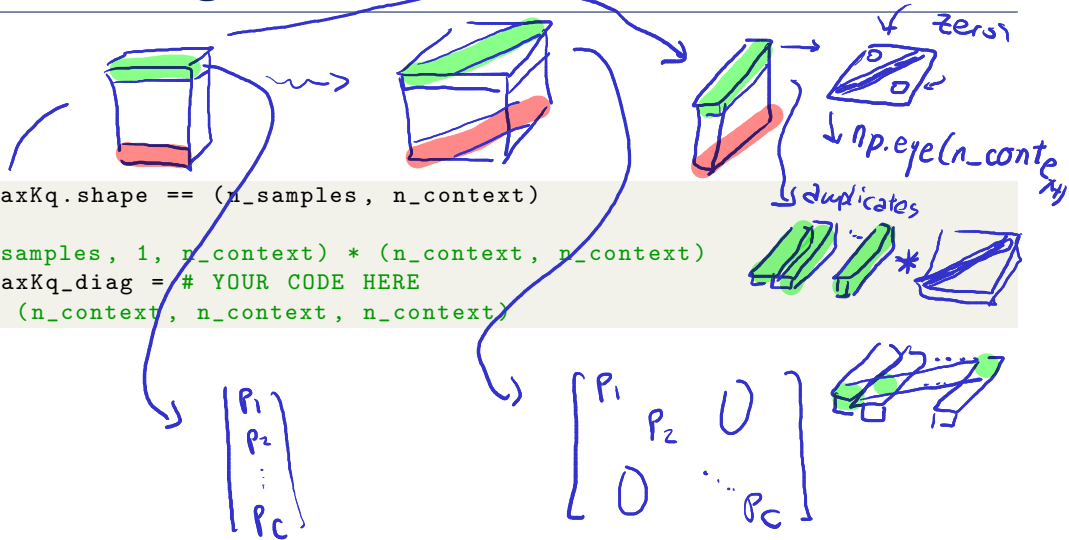 zeros
np.eye(n_conte
axKq.shape == (n_samples, n_context)
duplicates
samples, 1, n_context) * (n_context, n_context)
*
axKq_diag = # YOUR CODE HERE
(n_context, n_context, n_context)
P1
P2
⋮
PC
P1
P2 0
0 ⋱
PC